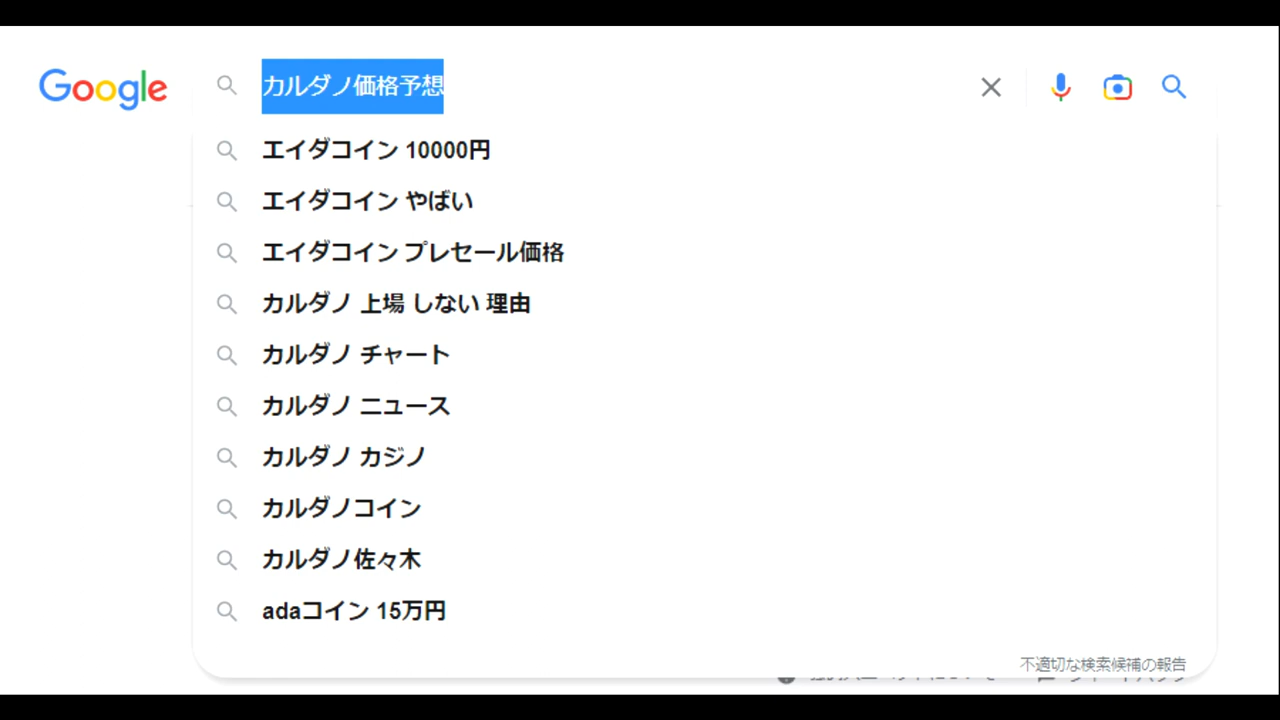 Google
カルダノ価格予想
エイダコイン 10000円
エイダコイン やばい
エイダコイン プレセール価格
カルダノ 上場 しない 理由
カルダノ チャート
カルダノ ニュース
カルダノ カジノ
カルダノコイン
カルダノ佐々木
adaコイン 15万円
不適切な検索候補の報告